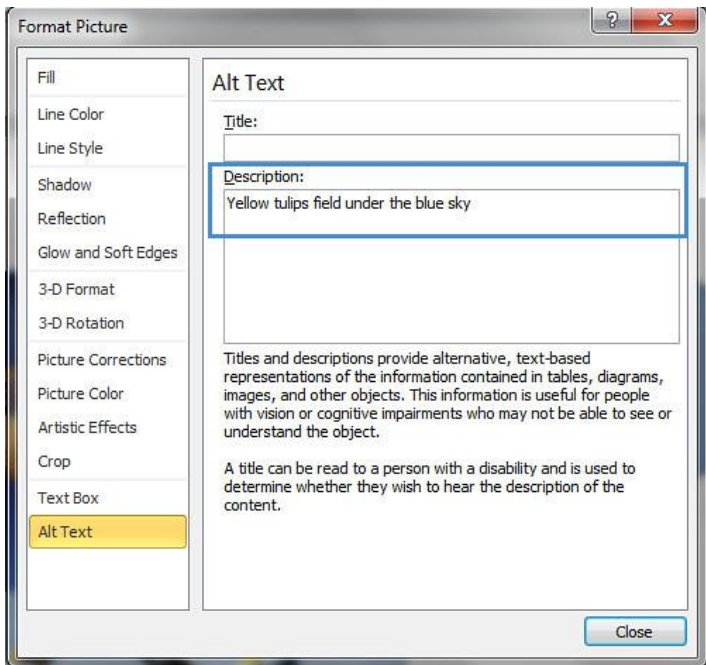 Format Picture
Fill
Line Color
Line Style
Shadow
Reflection
Glow and Soft Edges
3-D Format
3-D Rotation
Picture Corrections
Picture Color
Artistic Effects
Crop
Text Box
Alt Text
Alt Text
Title:
Description:
Yellow tulips field under the blue sky
Titles and descriptions provide alternative, text-based
representations of the information contained in tables, diagrams,
images, and other objects. This information is useful for people
with vision or cognitive impairments who may not be able to see or
understand the object.
A title can be read to a person with a disability and is used to
determine whether they wish to hear the description of the
content.
Close